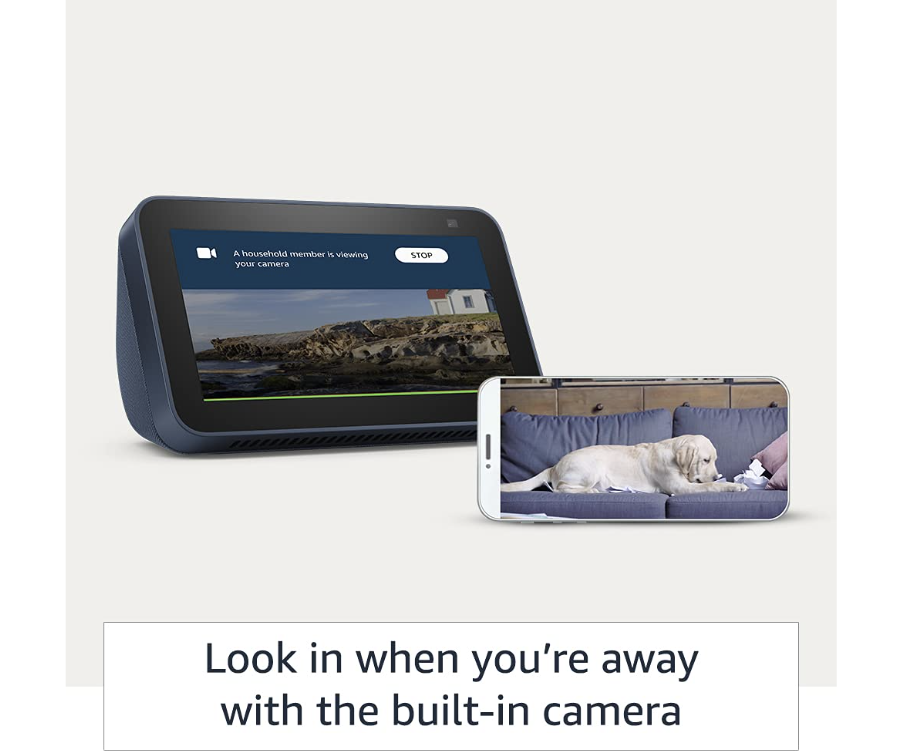 A household member is viewing
your camera
STOP
Look in when you're away
with the built-in camera